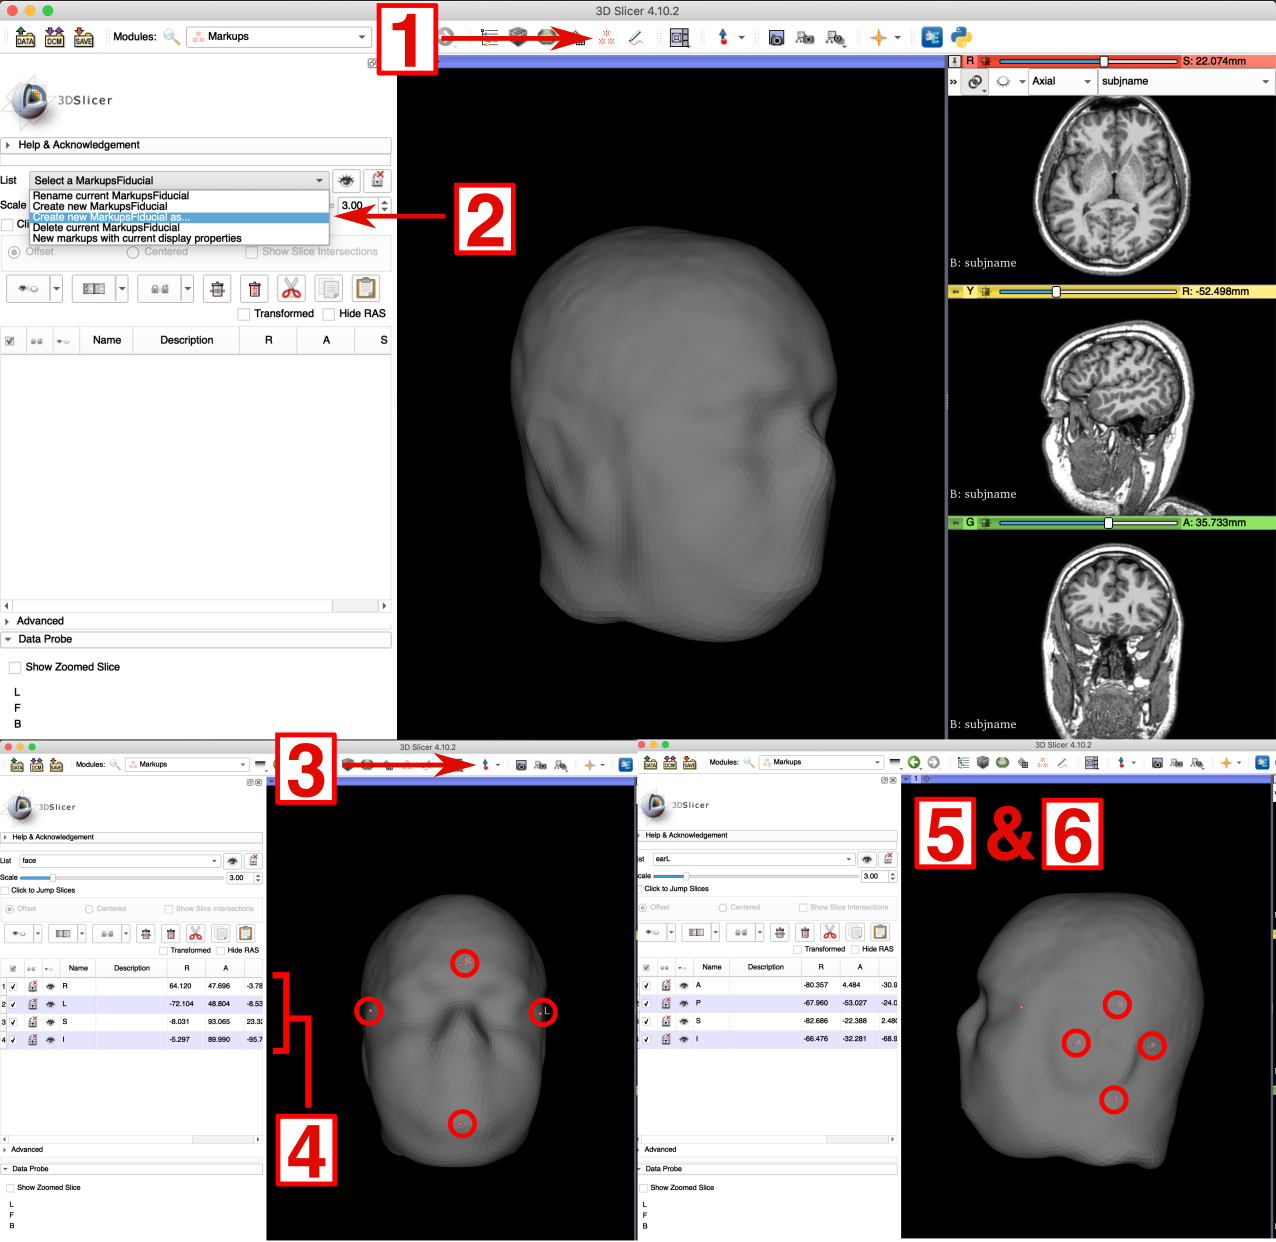 3D Slicer 4.10.2
DATA
DCM
SAVE
Modules:
Markups
1
3DSlicer
Help & Acknowledgement
List
Select a MarkupsFiducial
Rename current MarkupsFiducial
Create new MarkupsFiducial
Create new MarkupsFiducial as...
Delete current MarkupsFiducial
New markups with current display properties
Scale
3.00
Cli
2
Offset
Centered
Show Slice Intersections
Transformed
Hide RAS
Name
Description
R
A
S
Advanced
Data Probe
Show Zoomed Slice
L
F
B
R
S: 22.074mm
Axial
subjname
B: subjname
Y
R: -52.498mm
B: subjname
G
A: 35.733mm
B: subjname
3D Slicer 4.10.2
DATA
DCM
SAVE
Modules:
Markups
3
3DSlicer
Help & Acknowledgement
List
face
Scale
3.00
Click to Jump Slices
Offset
Centered
Show Slice Intersections
Transformed
Hide RAS
Name
Description
R
A
1
R
64.120
47.696
-3.78
2
L
-72.104
48.804
-8.53
3
S
-8.031
93.065
23.32
4
I
-5.297
89.990
-95.7
4
S
L
Advanced
Data Probe
Show Zoomed Slice
L
F
B
3D Slicer 4.10.2
DATA
DCM
SAVE
Modules:
Markups
1
5 & 6
3DSlicer
Help & Acknowledgement
ist
earL
cale
3.00
Click to Jump Slices
Offset
Centered
Show Slice Intersections
Transformed
Hide RAS
Name
Description
R
A
A
-80.357
4.484
-30.9
P
-67.960
-53.027
-24.0
S
-82.686
-22.388
2.480
I
-66.476
-32.281
-68.9
S
A
P
Advanced
Data Probe
Show Zoomed Slice
L
F
B